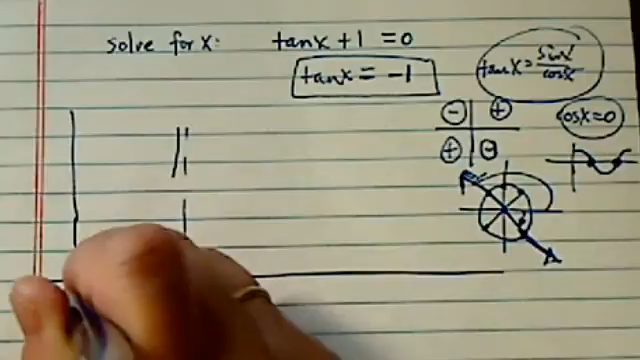 solve for x: tanx + 1 = 0
tanx = -1
tanx = sinx/cosx
cosx = 0
- +
+ -